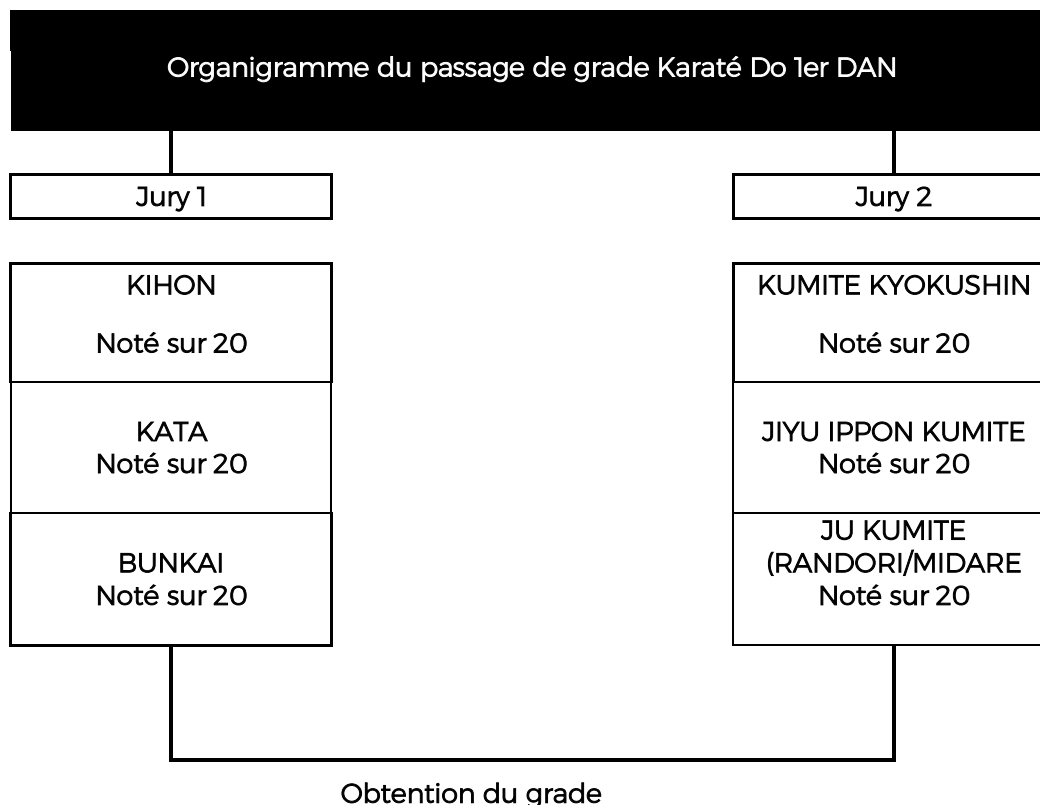 Organigramme du passage de grade Karaté Do 1er DAN
Jury 1
KIHON
Noté sur 20
KATA
Noté sur 20
BUNKAI
Noté sur 20
Jury 2
KUMITE KYOKUSHIN
Noté sur 20
JIYU IPPON KUMITE
Noté sur 20
JU KUMITE
(RANDORI/MIDARE
Noté sur 20
Obtention du grade